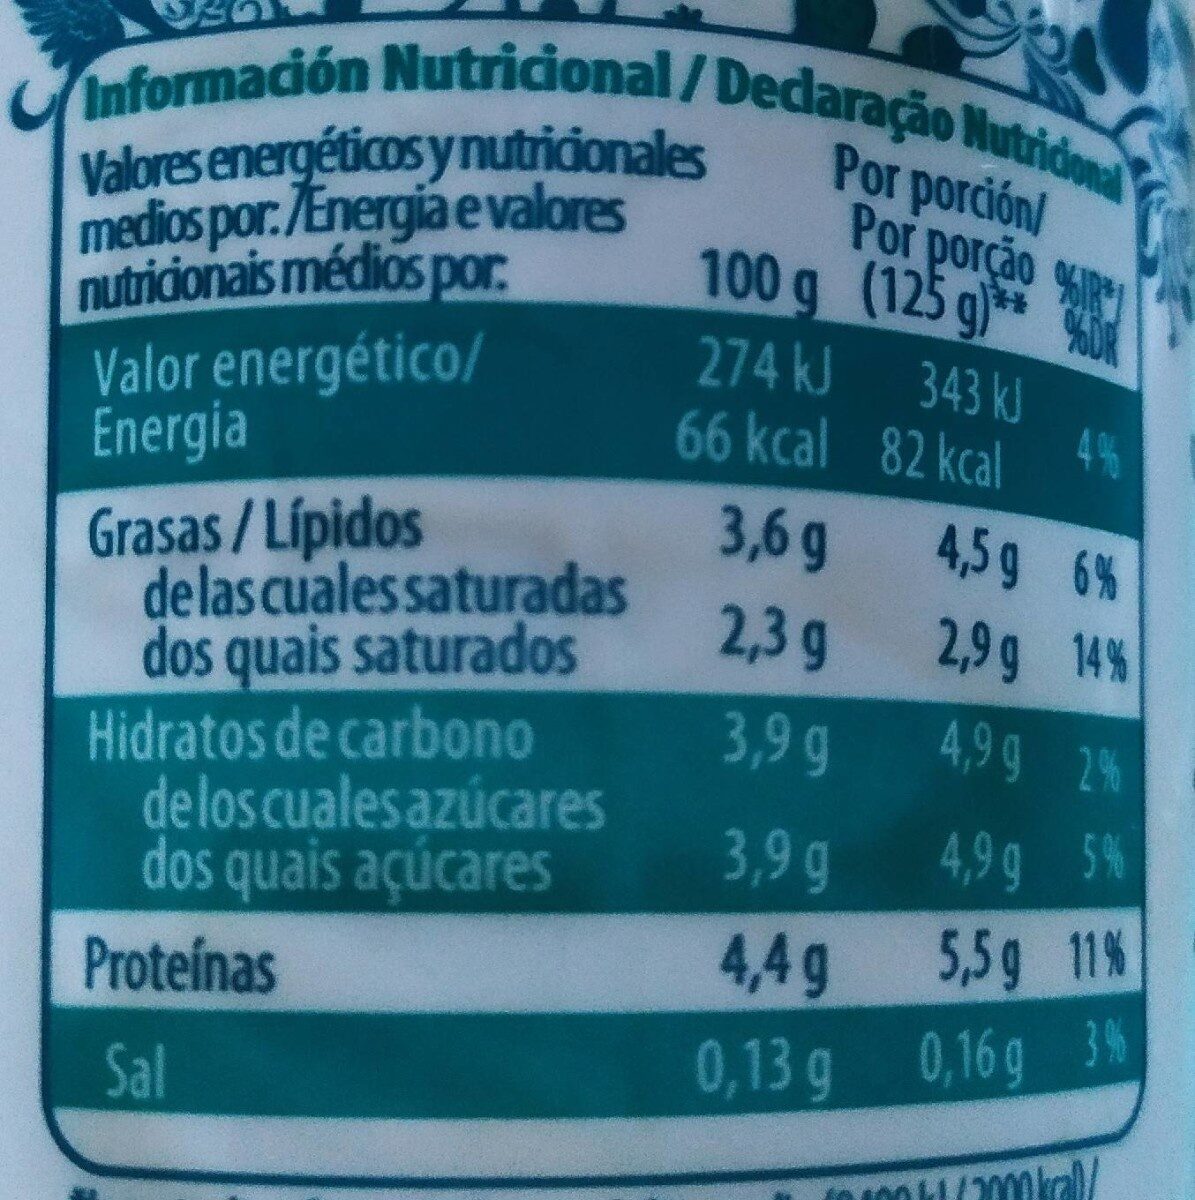 Información Nutricional / Declaração Nutricional
Valores energéticos y nutricionales
medios por: /Energia e valores
nutricionais médios por:
100 g
Por porción/
Por porção
(125 g)**
%IR*/
%DR
Valor energético/
Energia
274 kJ 343 kJ
66 kcal 82 kcal 4%
Grasas / Lípidos 3,6 g 4,5 g 6%
de las cuales saturadas
dos quais saturados 2,3 g 2,9 g 14%
Hidratos de carbono 3,9 g 4,9 g 2%
de los cuales azúcares
dos quais açúcares 3,9 g 4,9 g 5%
Proteínas 4,4 g 5,5 g 11%
Sal 0,13 g 0,16 g 3%
kJ / 2000 kcal) /